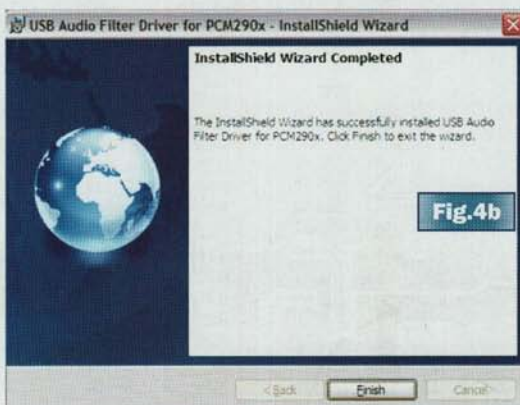 USB Audio Filter Driver for PCM290x - InstallShield Wizard
InstallShield Wizard Completed
The InstallShield Wizard has successfully installed USB Audio
Filter Driver for PCM290x. Click Finish to exit the wizard.
Fig.4b
< Back
Finish
Cancel